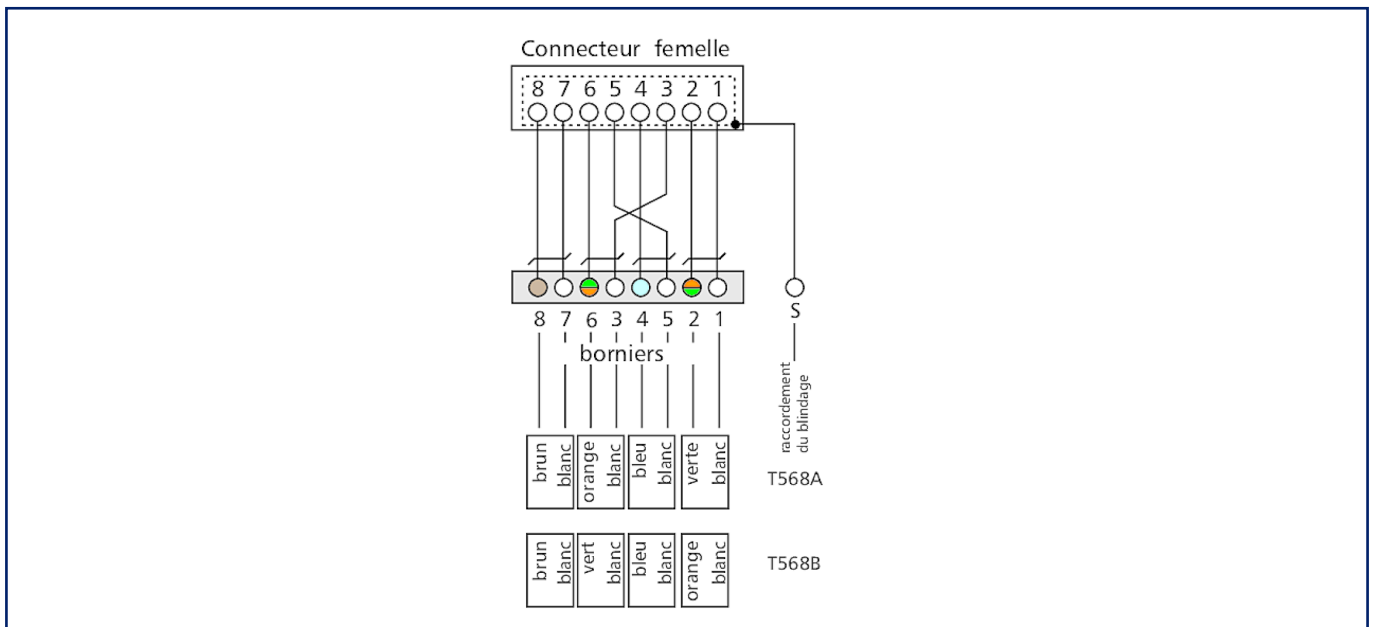 Connecteur femelle
8 7 6 5 4 3 2 1
8 7 6 3 4 5 2 1
S
borniers
raccordement
du blindage
brun blanc orange blanc bleu blanc verte blanc
T568A
brun blanc vert blanc bleu blanc orange blanc
T568B